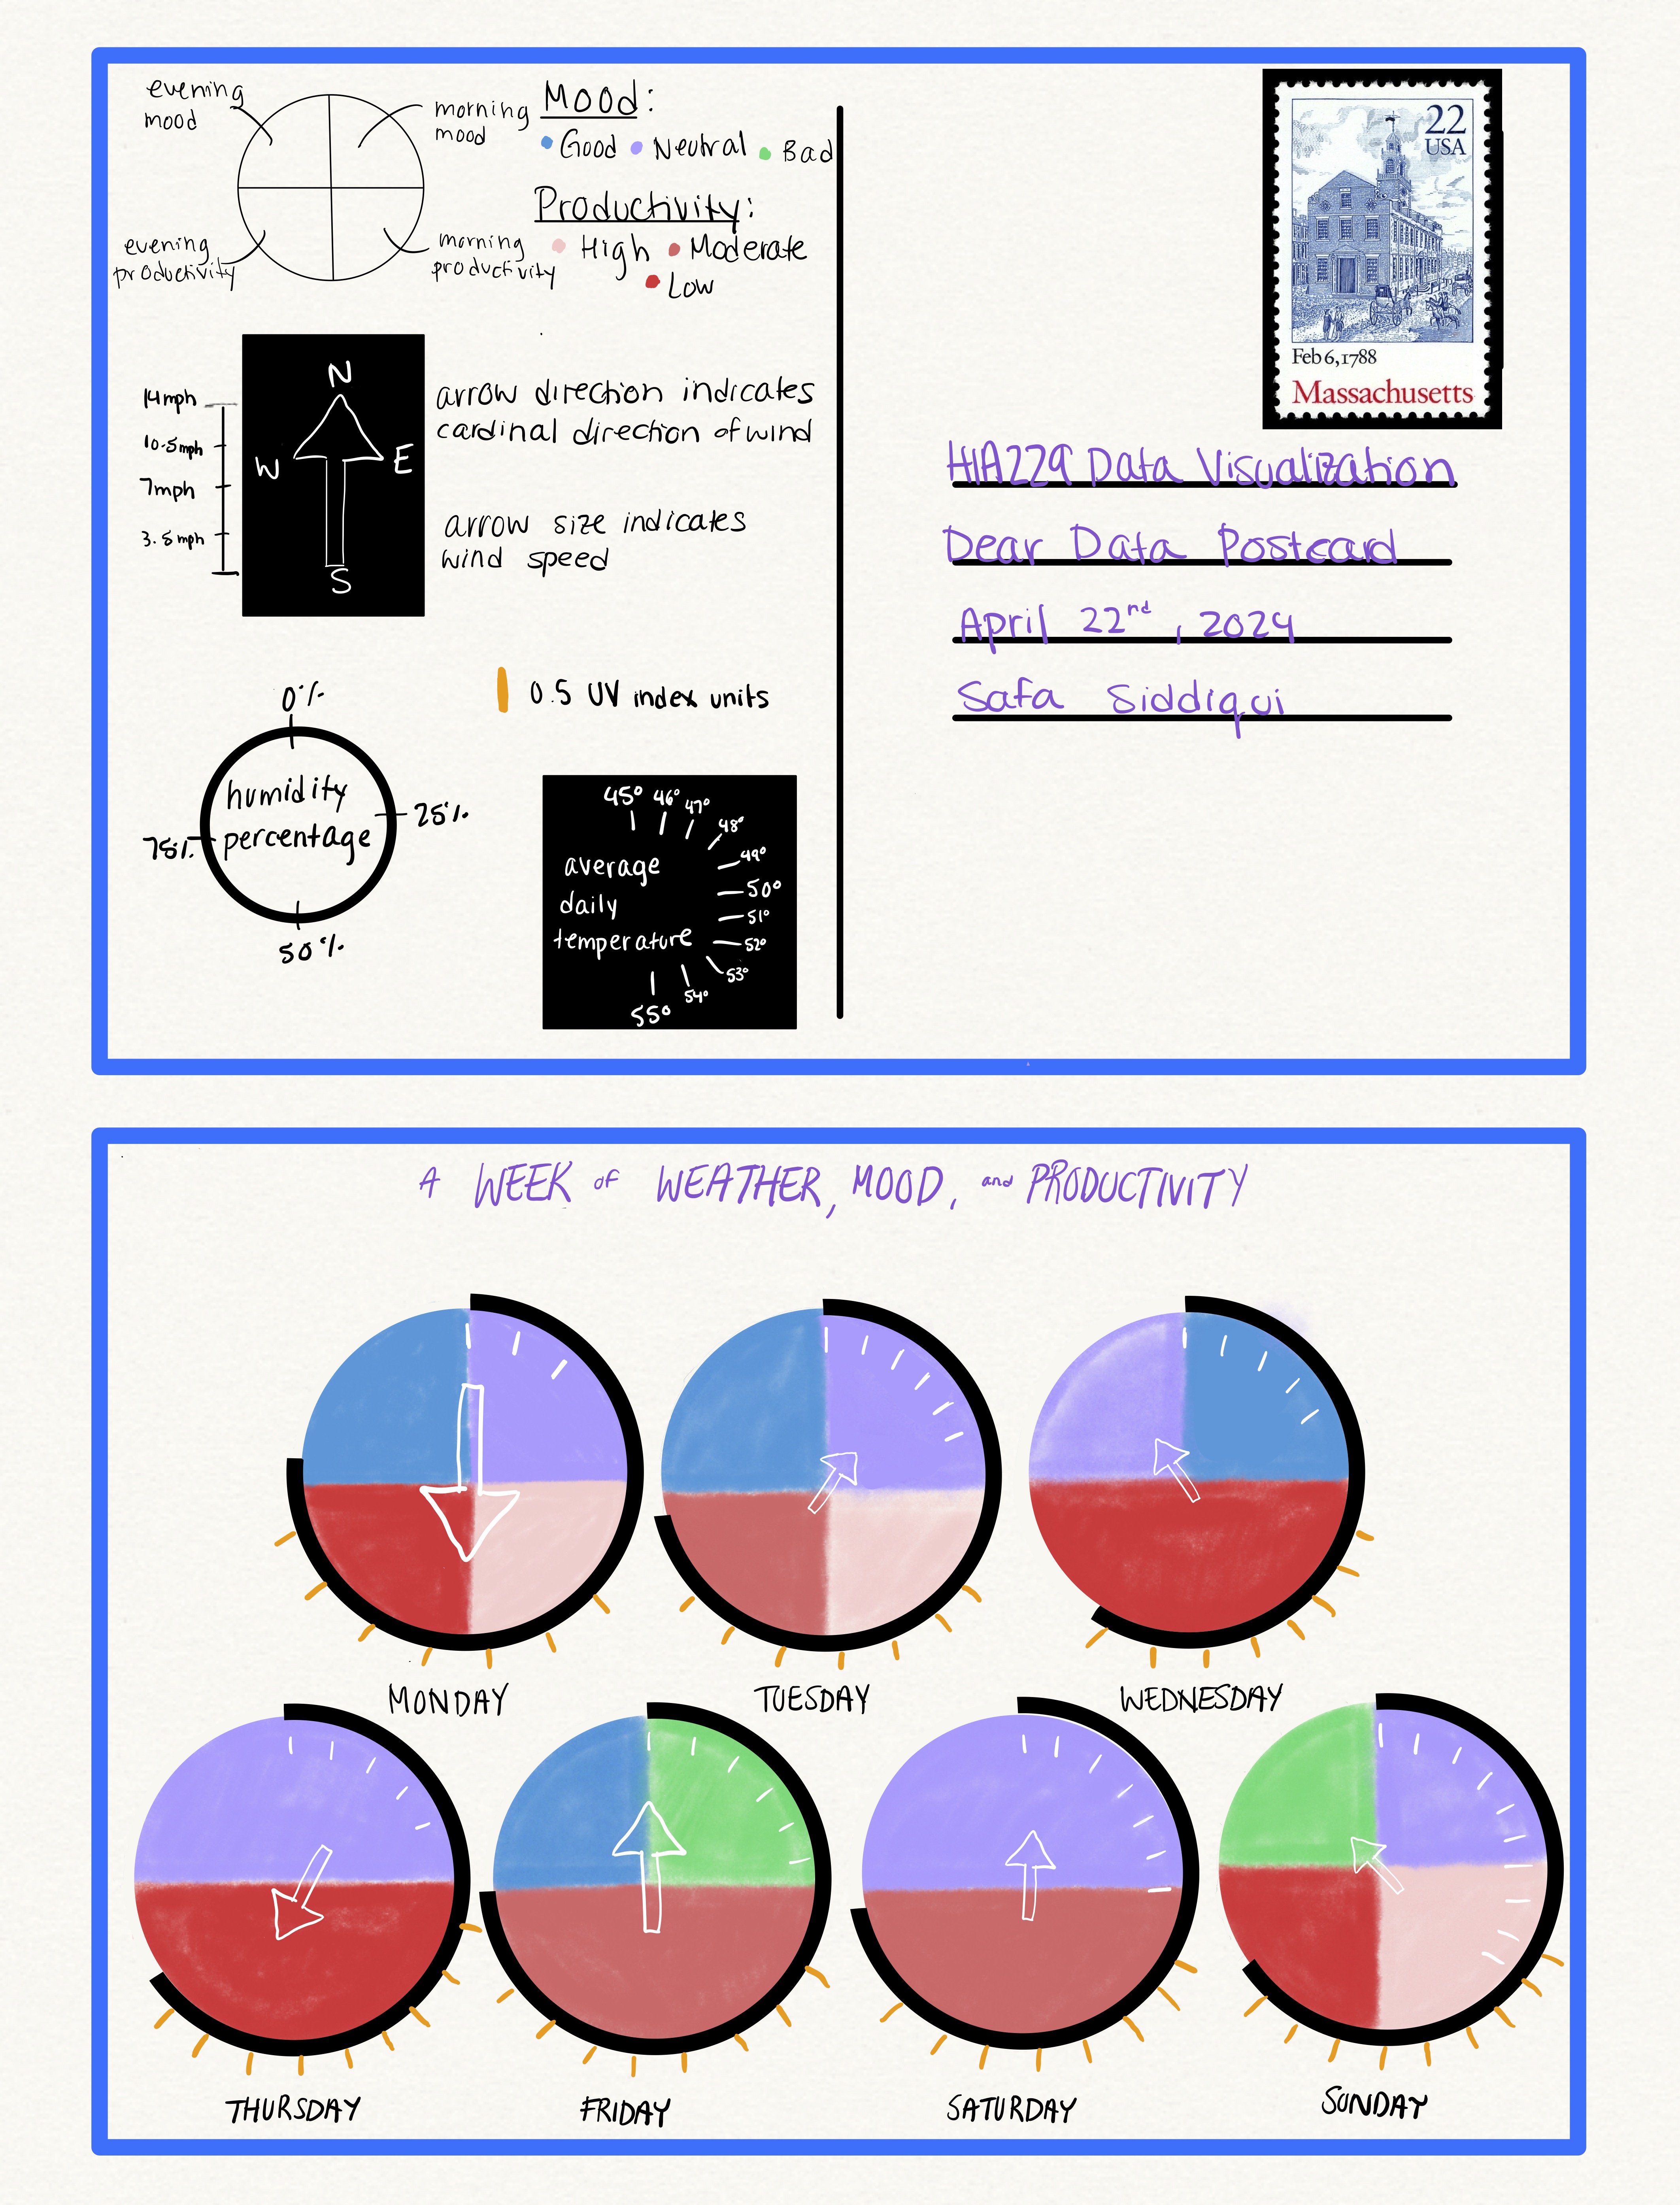 evening
mood
morning
mood
evening
productivity
morning
productivity
Mood:
Good Neutral Bad
Productivity:
High Moderate
Low
14mph
10.5mph
7mph
3.5mph
N
W E
S
arrow direction indicates
cardinal direction of wind
arrow size indicates
wind speed
0%
25%
50%
75%
humidity
percentage
0.5 UV index units
45° 46° 47°
48°
49°
50°
51°
52°
53°
54°
55°
average
daily
temperature
22
USA
Feb 6, 1788
Massachusetts
HIA229 Data Visualization
Dear Data Postcard
April 22nd, 2024
Safa Siddiqui
A WEEK of WEATHER, MOOD, and PRODUCTIVITY
MONDAY
TUESDAY
WEDNESDAY
THURSDAY
FRIDAY
SATURDAY
SUNDAY